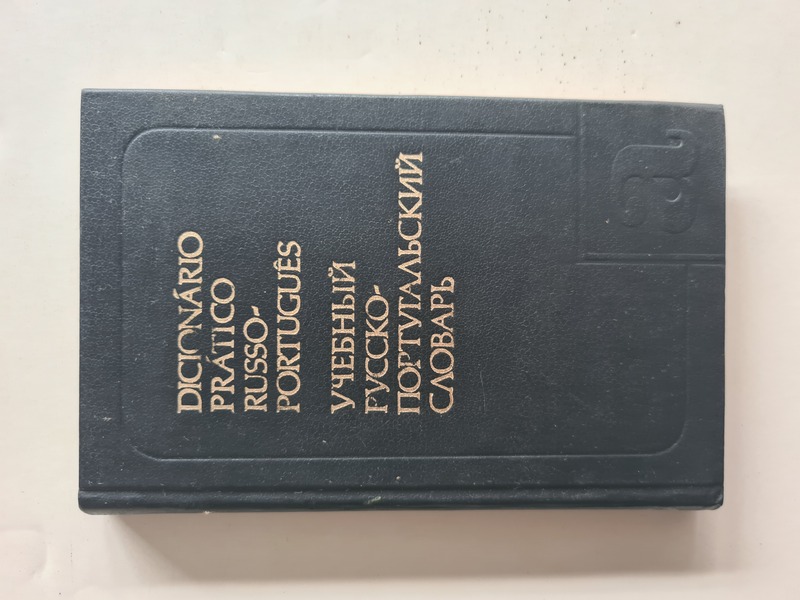 DICIONÁRIO
PRÁTICO
RUSSO-
PORTUGUÊS
УЧЕБНЫЙ
РУССКО-
ПОРТУГАЛЬСКИЙ
СЛОВАРЬ
a